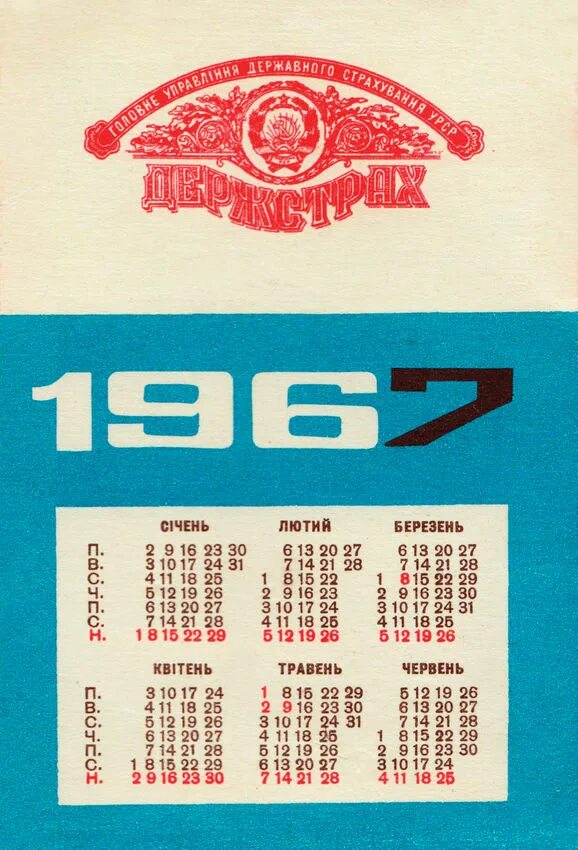 ГОЛОВНЕ УПРАВЛІННЯ ДЕРЖАВНОГО СТРАХУВАННЯ УРСР
ДЕРЖСТРАХ
1967
СІЧЕНЬ ЛЮТИЙ БЕРЕЗЕНЬ
П. 2 9 16 23 30 6 13 20 27 6 13 20 27
В. 3 10 17 24 31 7 14 21 28 7 14 21 28
С. 4 11 18 25 1 8 15 22 1 8 15 22 29
Ч. 5 12 19 26 2 9 16 23 2 9 16 23 30
П. 6 13 20 27 3 10 17 24 3 10 17 24 31
С. 7 14 21 28 4 11 18 25 4 11 18 25
Н. 1 8 15 22 29 5 12 19 26 5 12 19 26
КВІТЕНЬ ТРАВЕНЬ ЧЕРВЕНЬ
П. 3 10 17 24 1 8 15 22 29 5 12 19 26
В. 4 11 18 25 2 9 16 23 30 6 13 20 27
С. 5 12 19 26 3 10 17 24 31 7 14 21 28
Ч. 6 13 20 27 4 11 18 25 1 8 15 22 29
П. 7 14 21 28 5 12 19 26 2 9 16 23 30
С. 1 8 15 22 29 6 13 20 27 3 10 17 24
Н. 2 9 16 23 30 7 14 21 28 4 11 18 25